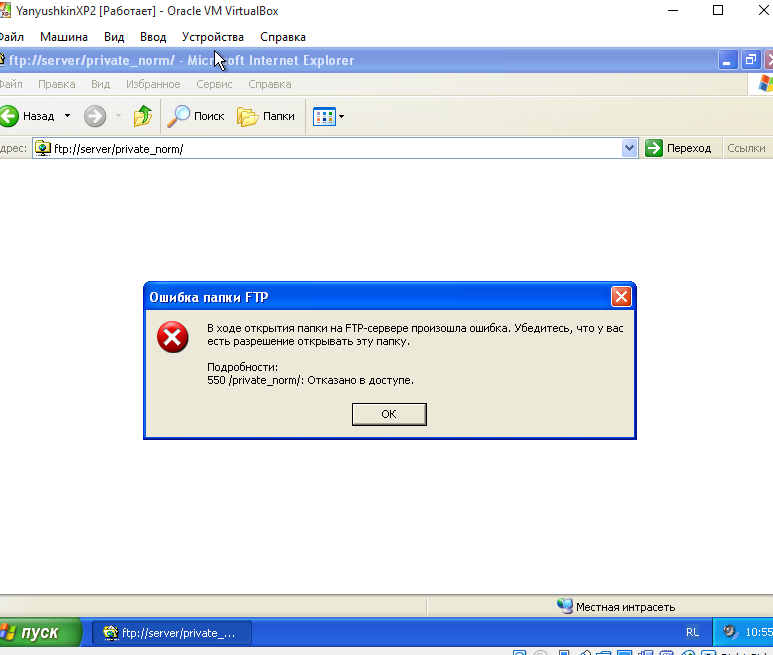 YanyushkinXP2 [Работает] - Oracle VM VirtualBox
Файл Машина Вид Ввод Устройства Справка
ftp://server/private_norm/ - Microsoft Internet Explorer
Файл Правка Вид Избранное Сервис Справка
Назад Поиск Папки
Адрес: ftp://server/private_norm/ Переход Ссылки
Ошибка папки FTP
В ходе открытия папки на FTP-сервере произошла ошибка. Убедитесь, что у вас
есть разрешение открывать эту папку.
Подробности:
550 /private_norm/: Отказано в доступе.
ОК
Местная интрасеть
пуск ftp://server/private_... RL 10:55